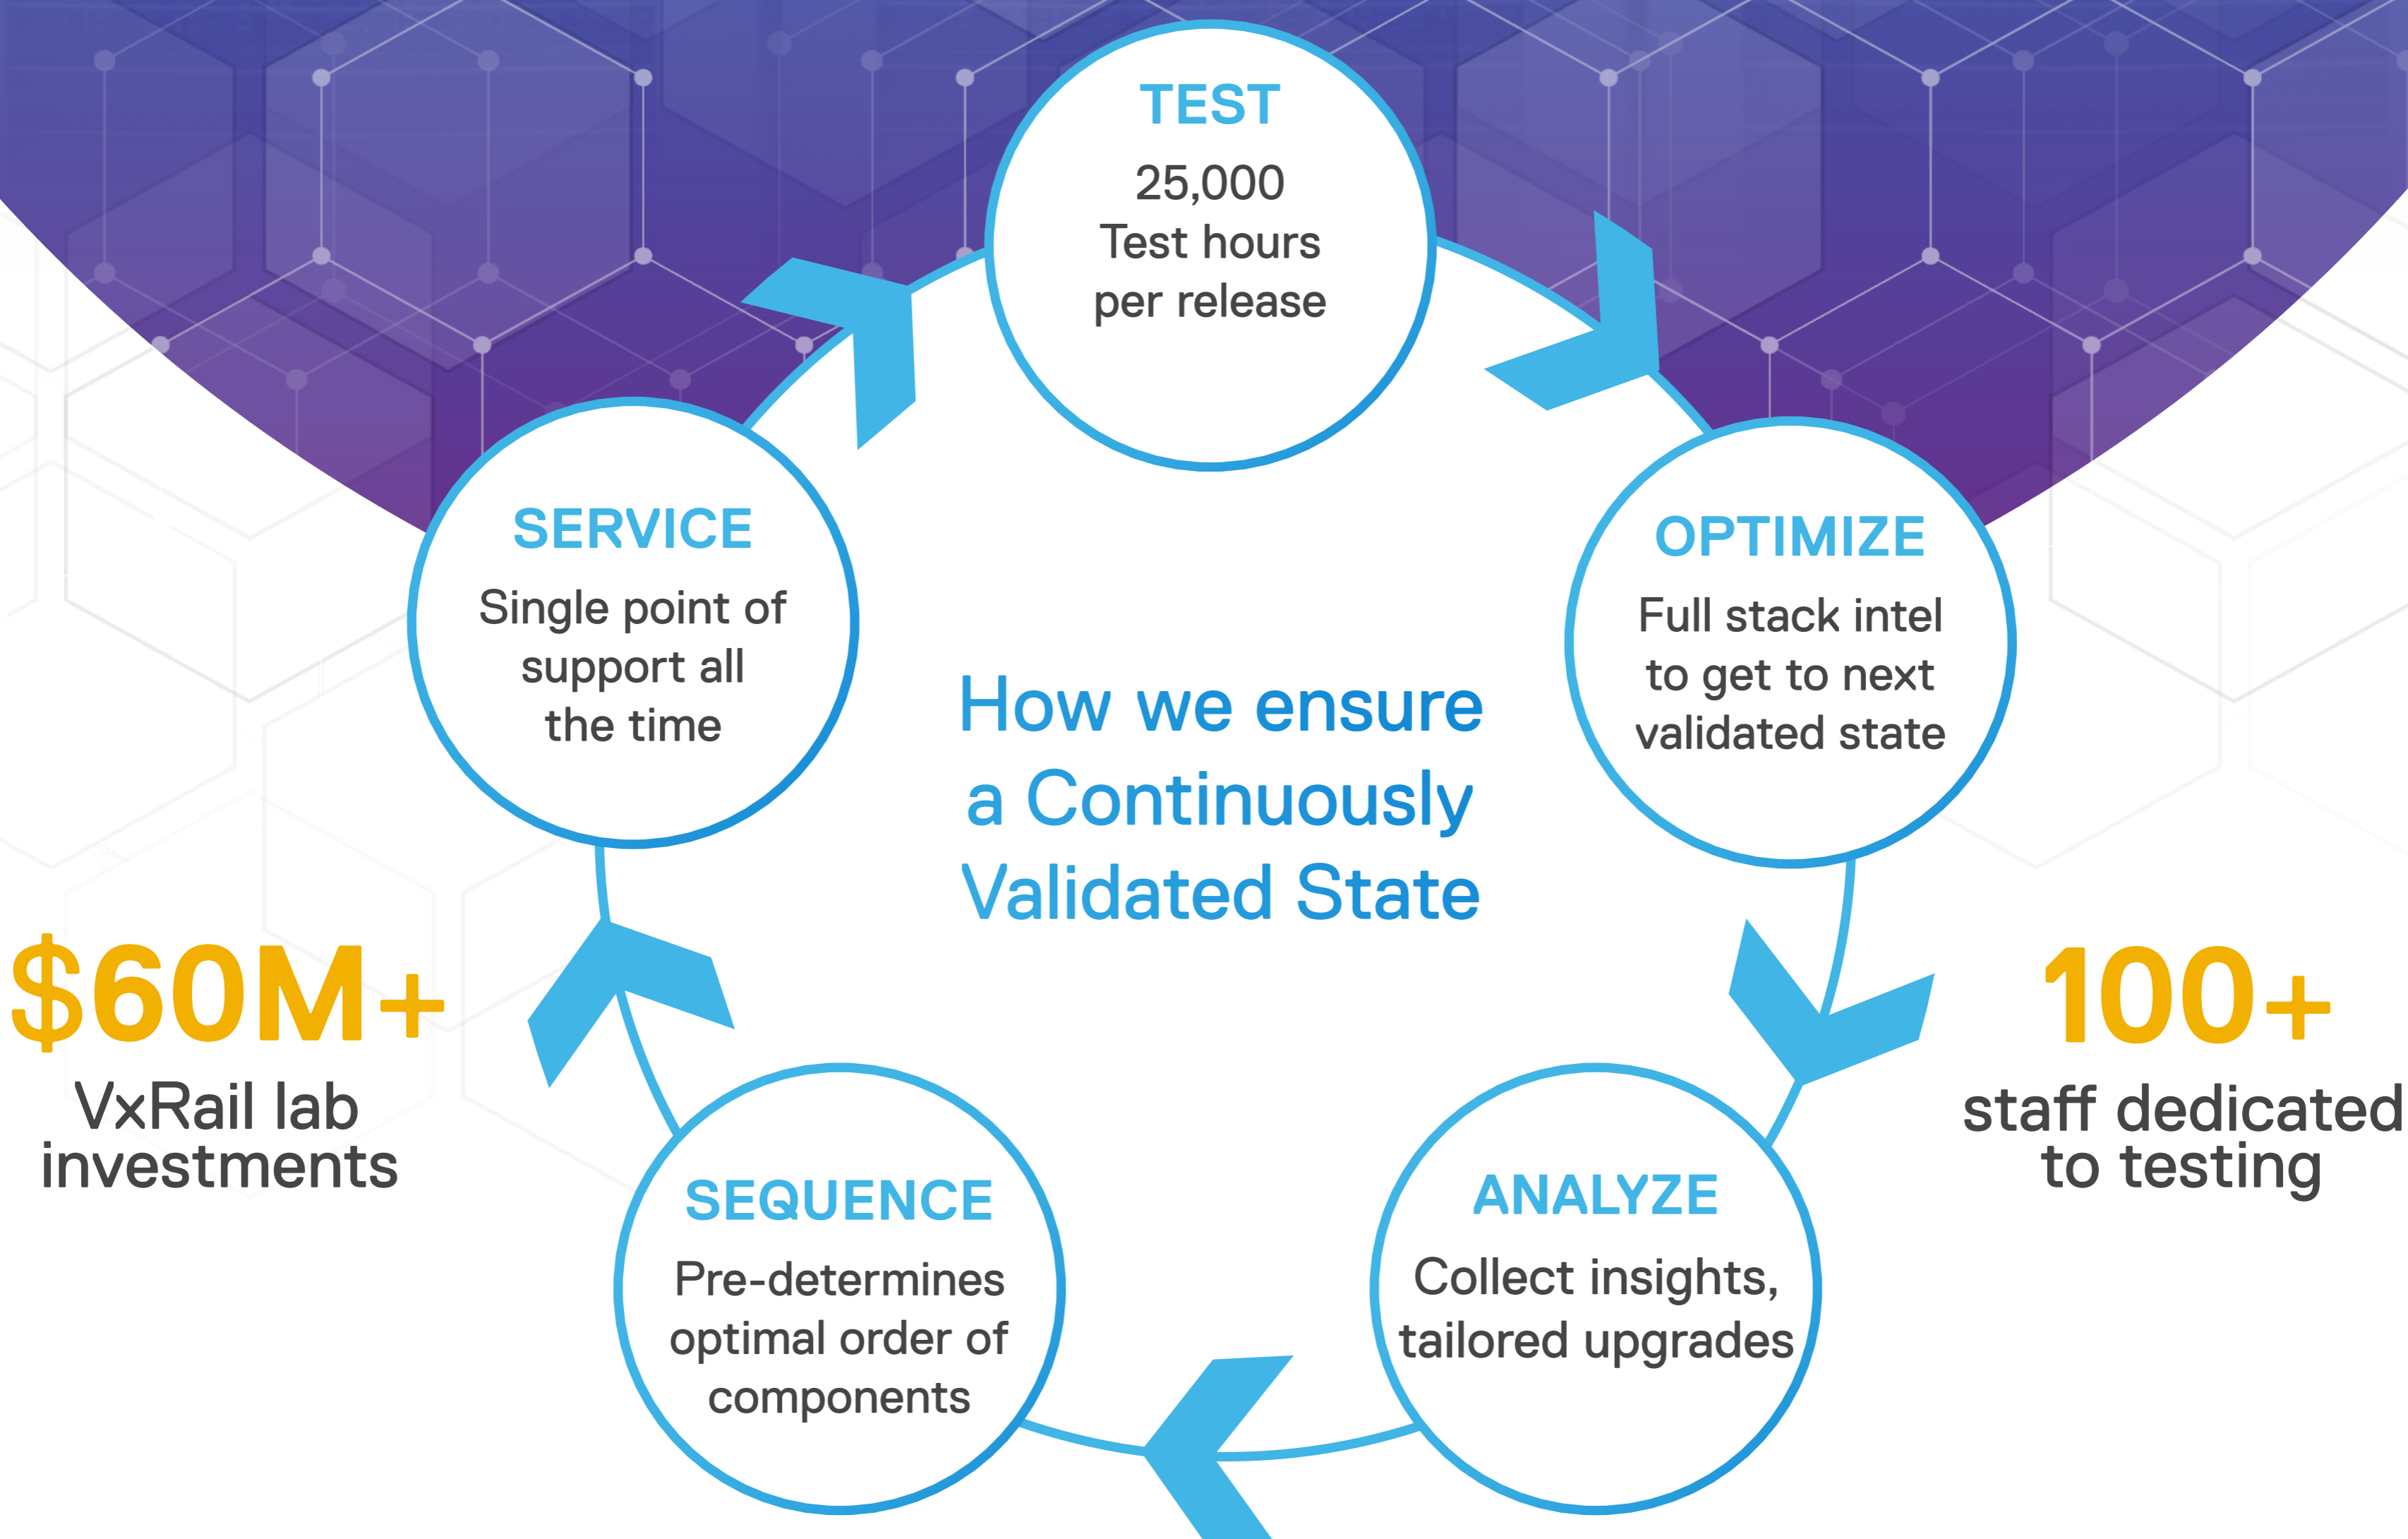 TEST
25,000
Test hours
per release
SERVICE
Single point of
support all
the time
OPTIMIZE
Full stack intel
to get to next
validated state
How we ensure
a Continuously
Validated State
$60M+
VxRail lab
investments
100+
staff dedicated
to testing
SEQUENCE
Pre-determines
optimal order of
components
ANALYZE
Collect insights,
tailored upgrades